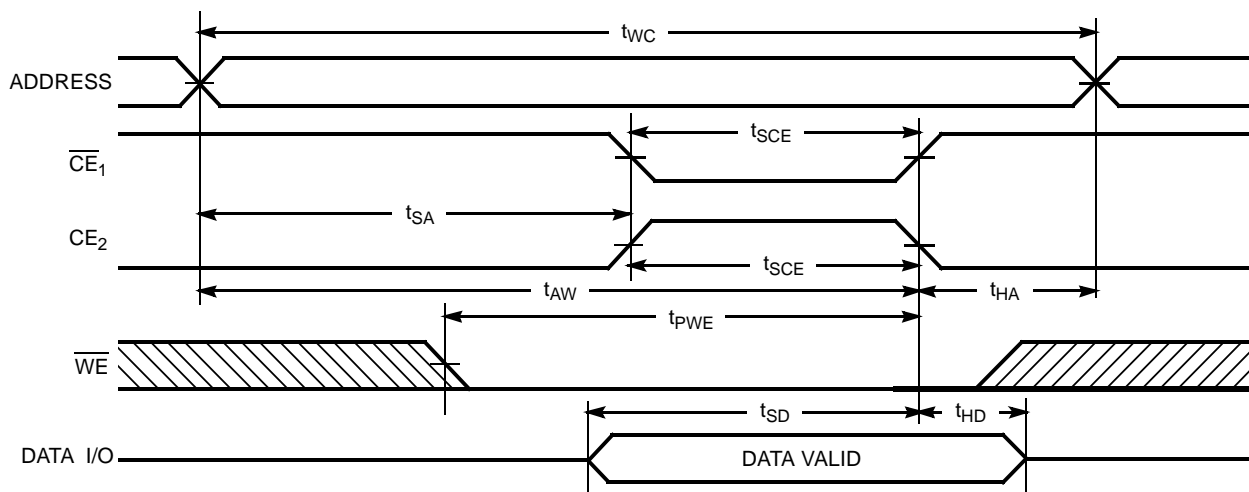 tWC
ADDRESS
tSCE
CE1
tSA
CE2
tSCE
tAW
tHA
tPWE
WE
tSD
tHD
DATA I/O
DATA VALID